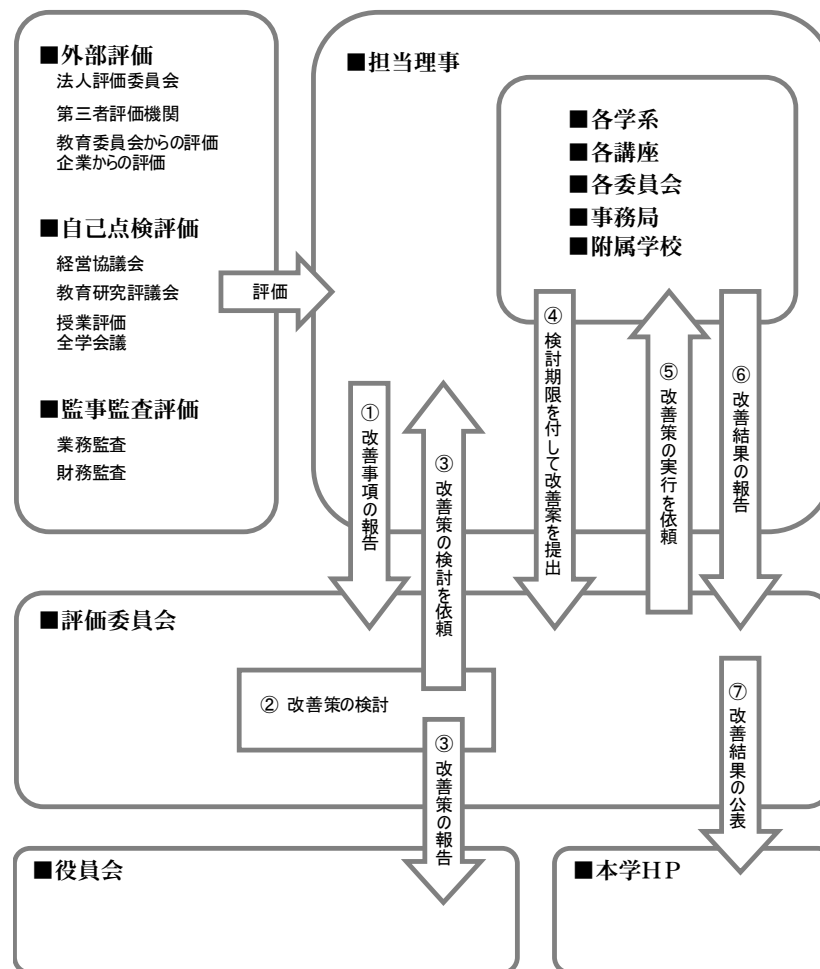 ■外部評価
法人評価委員会
第三者評価機関
教育委員会からの評価
企業からの評価
■自己点検評価
経営協議会
教育研究評議会
授業評価
全学会議
■監事監査評価
業務監査
財務監査
評価
■担当理事
■各学系
■各講座
■各委員会
■事務局
■附属学校
① 改善事項の報告
③ 改善策の検討を依頼
④ 検討期限を付して改善案を提出
⑤ 改善策の実行を依頼
⑥ 改善結果の報告
■評価委員会
② 改善策の検討
③ 改善策の報告
⑦ 改善結果の公表
■役員会
■本学HP